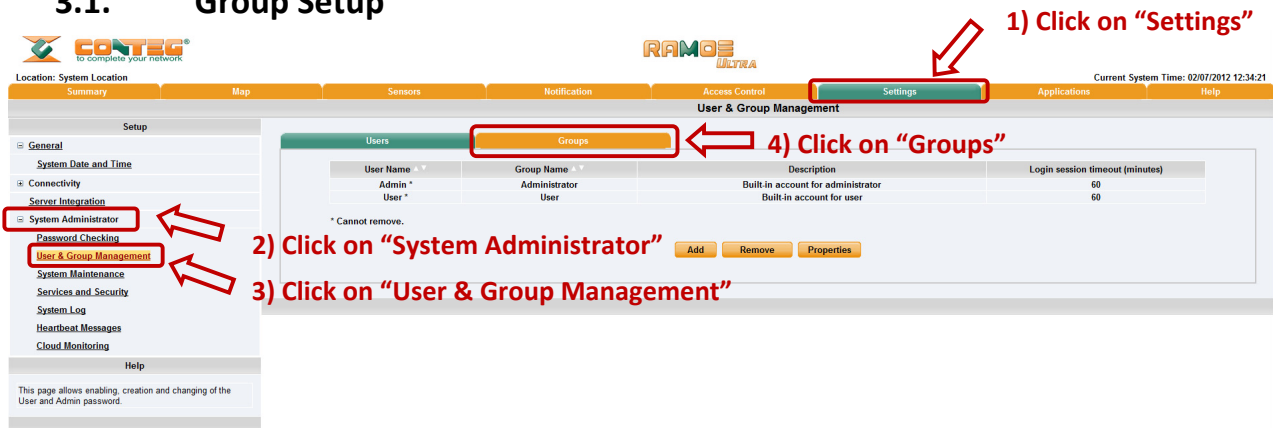 3.1. Group Setup
1) Click on “Settings”
CONTEG®
to complete your network
RAMOS
ULTRA
Location: System Location
Current System Time: 02/07/2012 12:34:21
Summary Map Sensors Notification Access Control Settings Applications Help
User & Group Management
Setup
General
System Date and Time
Connectivity
Server Integration
System Administrator
Password Checking
User & Group Management
System Maintenance
Services and Security
System Log
Heartbeat Messages
Cloud Monitoring
Help
This page allows enabling, creation and changing of the
User and Admin password.
Users Groups
4) Click on “Groups”
User Name Group Name Description Login session timeout (minutes)
Admin * Administrator Built-in account for administrator 60
User * User Built-in account for user 60
* Cannot remove.
2) Click on “System Administrator”
Add Remove Properties
3) Click on “User & Group Management”